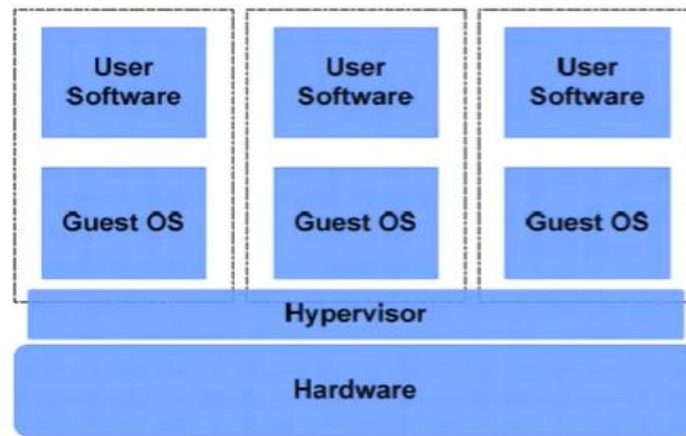 User
Software
User
Software
User
Software
Guest OS
Guest OS
Guest OS
Hypervisor
Hardware